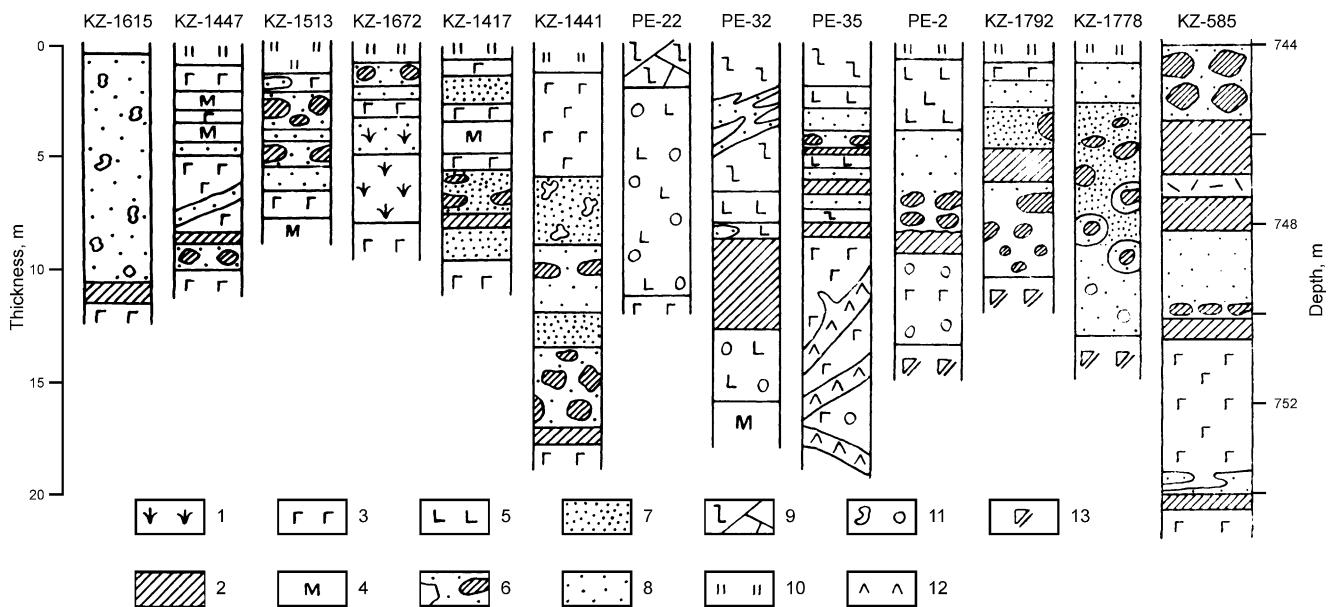 KZ-1615 KZ-1447 KZ-1513 KZ-1672 KZ-1417 KZ-1441 PE-22 PE-32 PE-35 PE-2 KZ-1792 KZ-1778 KZ-585
0 744
5
748
10
15
752
20
Thickness, m
Depth, m
M
M
M
M
M
1 3 5 7 9 11 13
2 M 4 6 8 10 12